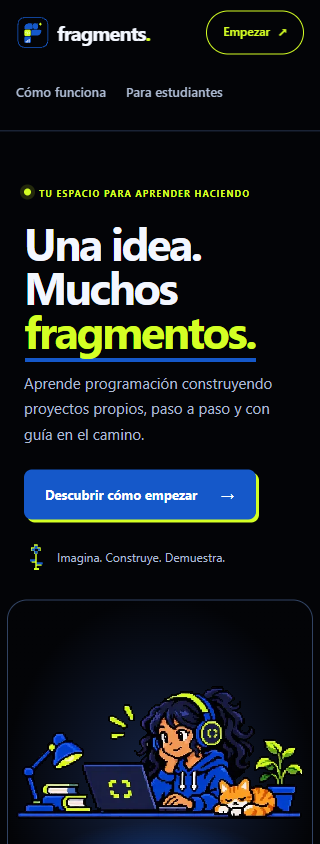 fragments.
Empezar ↗
Cómo funciona
Para estudiantes
TU ESPACIO PARA APRENDER HACIENDO
Una idea.
Muchos
fragmentos.
Aprende programación construyendo
proyectos propios, paso a paso y con
guía en el camino.
Descubrir cómo empezar →
Imagina. Construye. Demuestra.